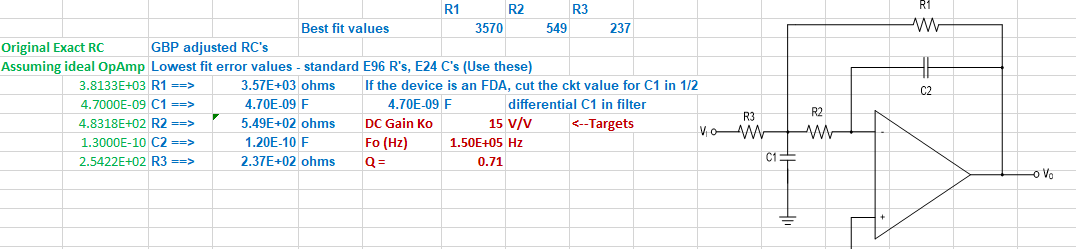 R1 R2 R3
Best fit values 3570 549 237
Original Exact RC GBP adjusted RC's
Assuming ideal OpAmp Lowest fit error values - standard E96 R's, E24 C's (Use these)
3.8133E+03 R1 ==> 3.57E+03 ohms If the device is an FDA, cut the ckt value for C1 in 1/2
4.7000E-09 C1 ==> 4.70E-09 F 4.70E-09 F differential C1 in filter
4.8318E+02 R2 ==> 5.49E+02 ohms DC Gain Ko 15 V/V <--Targets
1.3000E-10 C2 ==> 1.20E-10 F Fo (Hz) 1.50E+05 Hz
2.5422E+02 R3 ==> 2.37E+02 ohms Q = 0.71
R1
C2
R3 R2
VI
-
C1
VO
+